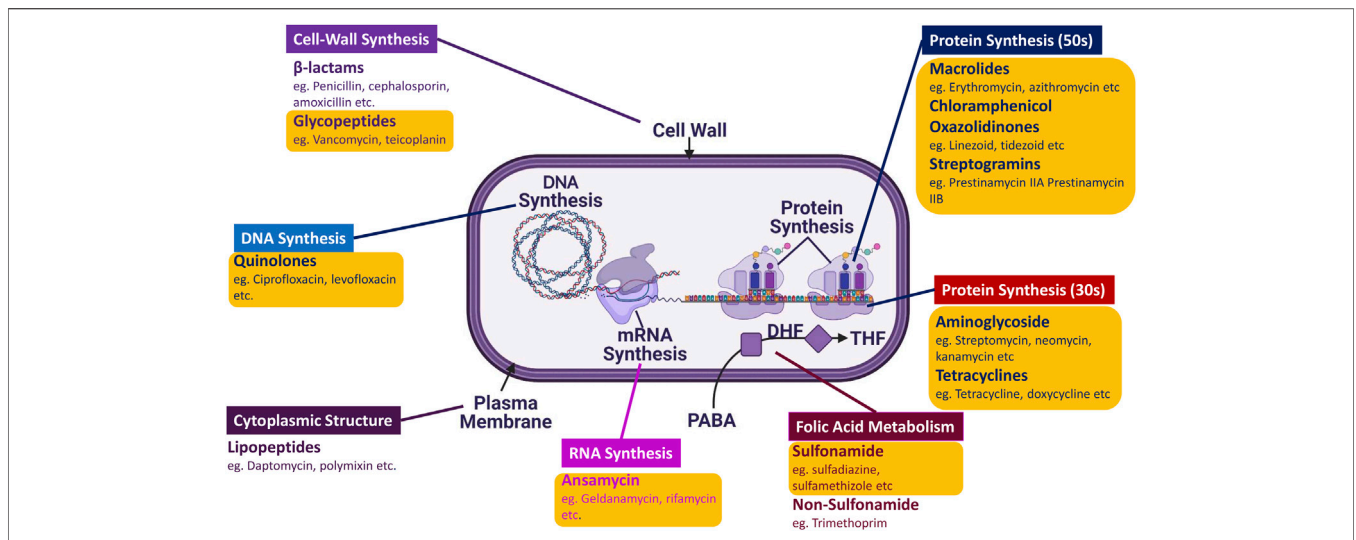 Cell-Wall Synthesis
β-lactams
eg. Penicillin, cephalosporin,
amoxicillin etc.
Glycopeptides
eg. Vancomycin, teicoplanin
Protein Synthesis (50s)
Macrolides
eg. Erythromycin, azithromycin etc
Chloramphenicol
Oxazolidinones
eg. Linezoid, tidezoid etc
Streptogramins
eg. Prestinamycin IIA Prestinamycin
IIB
Cell Wall
DNA
Synthesis
Protein
Synthesis
DNA Synthesis
Quinolones
eg. Ciprofloxacin, levofloxacin
etc.
Protein Synthesis (30s)
Aminoglycoside
eg. Streptomycin, neomycin,
kanamycin etc
Tetracyclines
eg. Tetracycline, doxycycline etc
mRNA
Synthesis
DHF
THF
PABA
Plasma
Membrane
Cytoplasmic Structure
Lipopeptides
eg. Daptomycin, polymixin etc.
RNA Synthesis
Ansamycin
eg. Geldanamycin, rifamycin
etc.
Folic Acid Metabolism
Sulfonamide
eg. sulfadiazine,
sulfamethizole etc
Non-Sulfonamide
eg. Trimethoprim